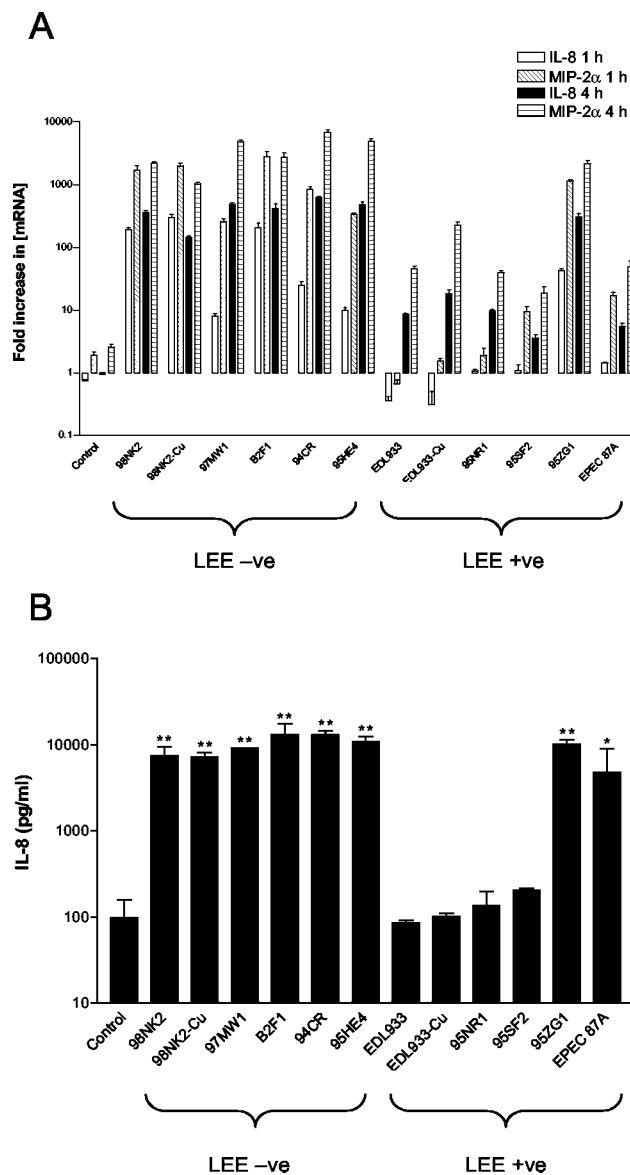 A
IL-8 1 h
MIP-2α 1 h
IL-8 4 h
MIP-2α 4 h
Fold increase in [mRNA]
10000
1000
100
10
1
0.1
Control
98NK2
98NK2-Cu
97MW1
B2F1
94CR
95HE4
EDL933
EDL933-Cu
95NR1
95SF2
95ZG1
EPEC 87A
LEE –ve
LEE +ve
B
IL-8 (pg/ml)
100000
10000
1000
100
10
** ** ** ** ** ** ** *
Control
98NK2
98NK2-Cu
97MW1
B2F1
94CR
95HE4
EDL933
EDL933-Cu
95NR1
95SF2
95ZG1
EPEC 87A
LEE –ve
LEE +ve